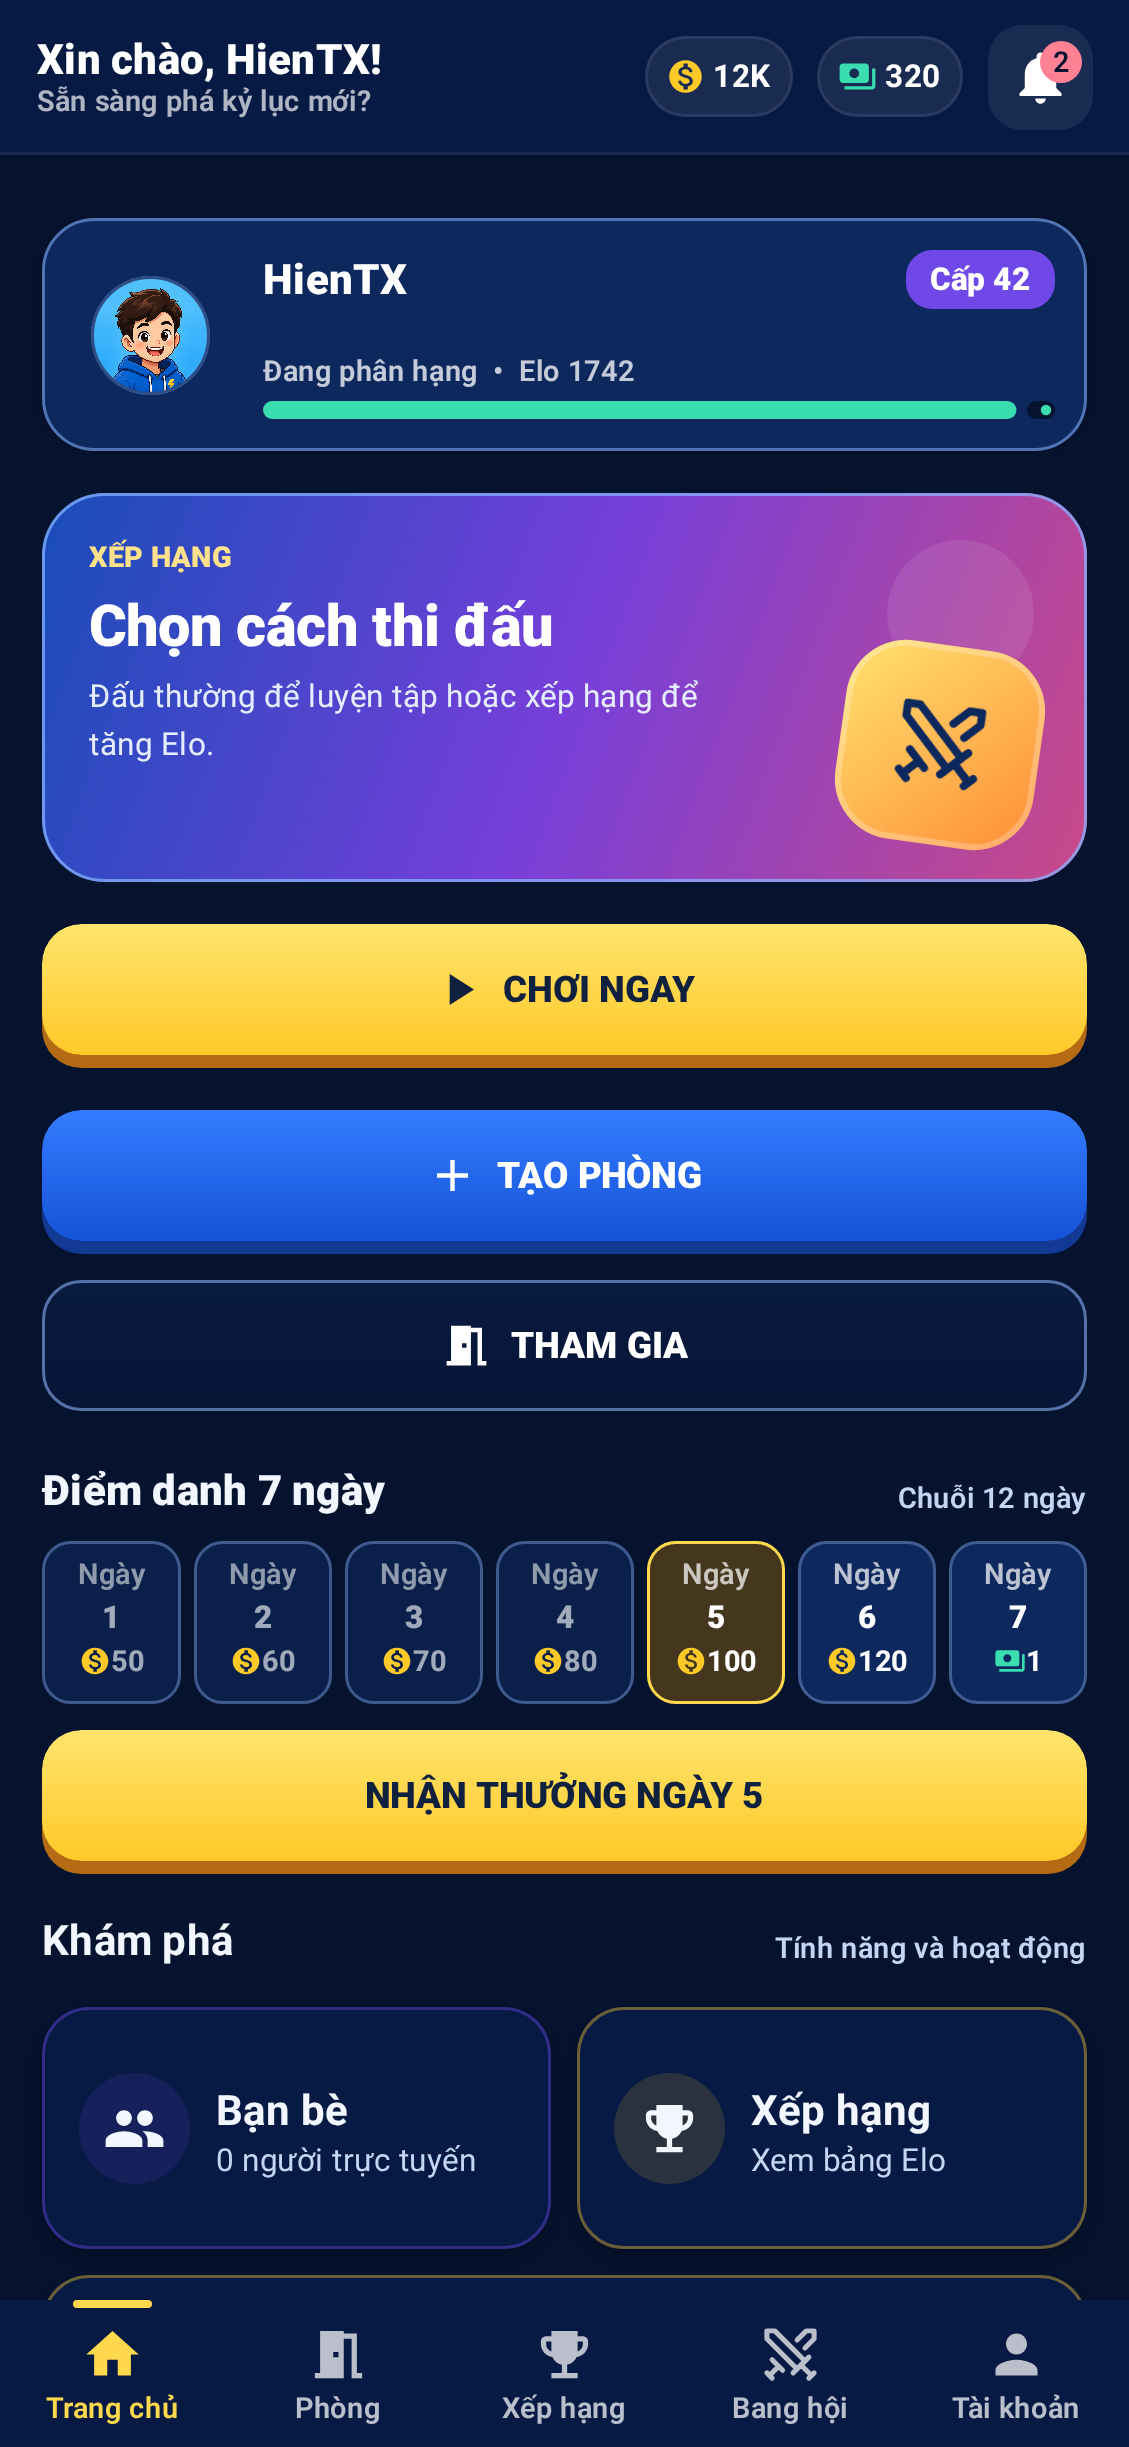 Xin chào, HienTX!
Sẵn sàng phá kỷ lục mới?
12K
320
2
HienTX
Cấp 42
Đang phân hạng • Elo 1742
XẾP HẠNG
Chọn cách thi đấu
Đấu thường để luyện tập hoặc xếp hạng để
tăng Elo.
CHƠI NGAY
TẠO PHÒNG
THAM GIA
Điểm danh 7 ngày
Chuỗi 12 ngày
Ngày
1
50
Ngày
2
60
Ngày
3
70
Ngày
4
80
Ngày
5
100
Ngày
6
120
Ngày
7
1
NHẬN THƯỞNG NGÀY 5
Khám phá
Tính năng và hoạt động
Bạn bè
0 người trực tuyến
Xếp hạng
Xem bảng Elo
Trang chủ
Phòng
Xếp hạng
Bang hội
Tài khoản